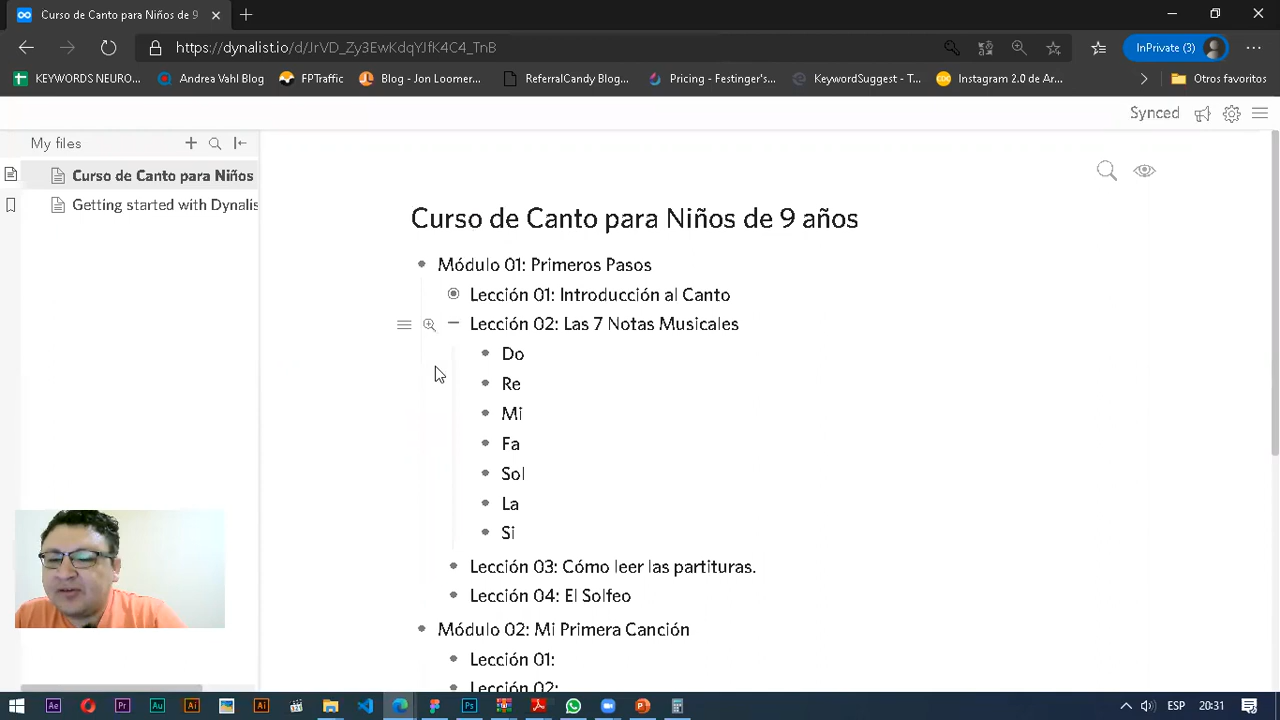 Curso de Canto para Niños de 9
https://dynalist.io/d/JrVD_Zy3EwKdqYJfK4C4_TnB
InPrivate (3)
KEYWORDS NEURO...
Andrea Vahl Blog
FPTraffic
Blog - Jon Loomer...
ReferralCandy Blog...
Pricing - Festinger's...
KeywordSuggest - T...
Instagram 2.0 de Ar...
Otros favoritos
Synced
My files
Curso de Canto para Niños
Getting started with Dynalis
Curso de Canto para Niños de 9 años
Módulo 01: Primeros Pasos
Lección 01: Introducción al Canto
Lección 02: Las 7 Notas Musicales
Do
Re
Mi
Fa
Sol
La
Si
Lección 03: Cómo leer las partituras.
Lección 04: El Solfeo
Módulo 02: Mi Primera Canción
Lección 01:
Lección 02:
ESP
20:31